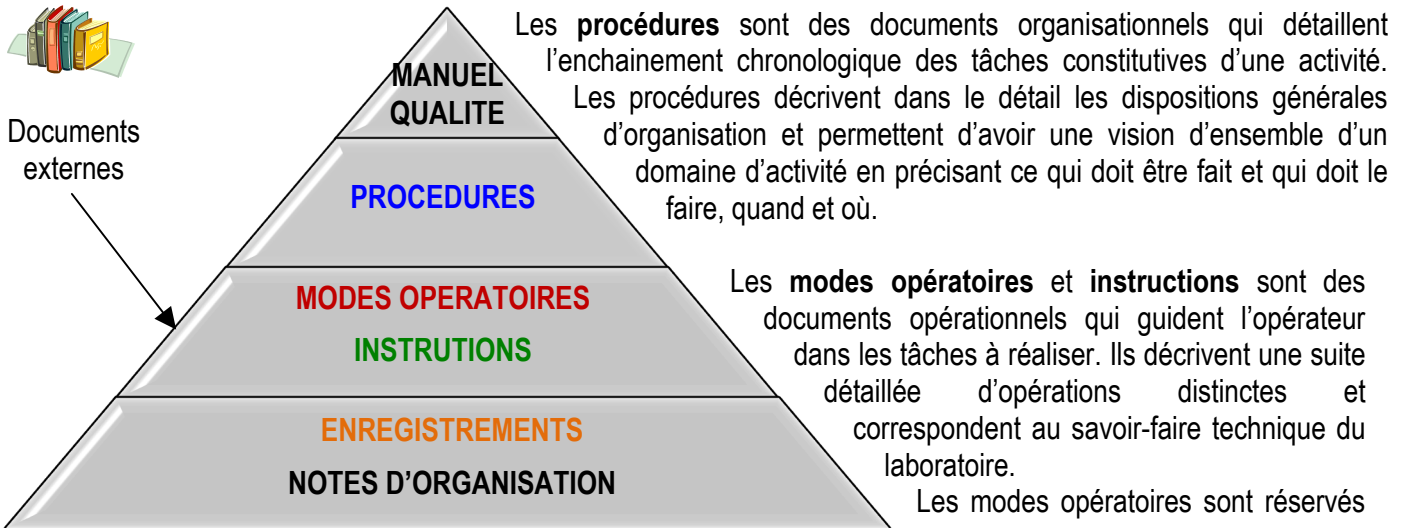 Les procédures sont des documents organisationnels qui détaillent
l’enchainement chronologique des tâches constitutives d’une activité.
Les procédures décrivent dans le détail les dispositions générales
d’organisation et permettent d’avoir une vision d’ensemble d’un
domaine d’activité en précisant ce qui doit être fait et qui doit le
faire, quand et où.
Documents
externes
MANUEL
QUALITE
PROCEDURES
MODES OPERATOIRES
INSTRUTIONS
ENREGISTREMENTS
NOTES D’ORGANISATION
Les modes opératoires et instructions sont des
documents opérationnels qui guident l’opérateur
dans les tâches à réaliser. Ils décrivent une suite
détaillée d’opérations distinctes et
correspondent au savoir-faire technique du
laboratoire.
Les modes opératoires sont réservés